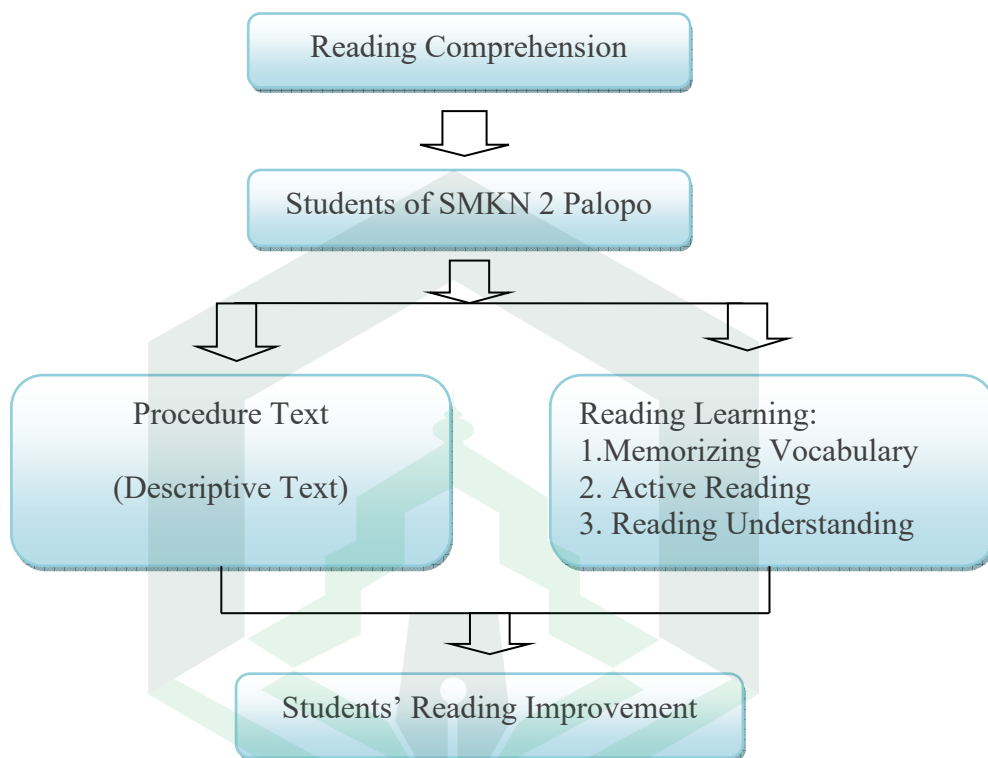 Reading Comprehension
Students of SMKN 2 Palopo
Procedure Text
(Descriptive Text)
Reading Learning:
1.Memorizing Vocabulary
2. Active Reading
3. Reading Understanding
Students’ Reading Improvement